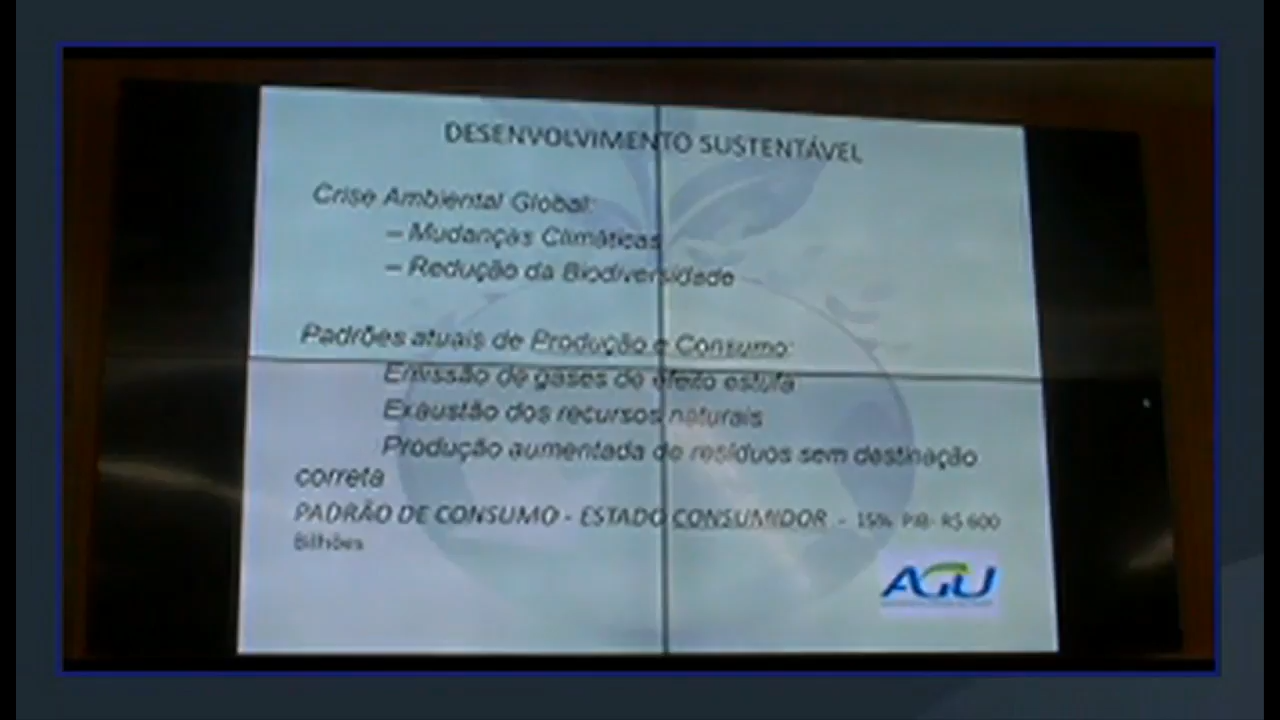 DESENVOLVIMENTO SUSTENTÁVEL
Crise Ambiental Global:
– Mudanças Climáticas
– Redução da Biodiversidade
Padrões atuais de Produção e Consumo:
Emissão de gases de efeito estufa
Exaustão dos recursos naturais
Produção aumentada de resíduos sem destinação
correta
PADRÃO DE CONSUMO - ESTADO CONSUMIDOR - 15% PIB- R$ 600
Bilhões
AGU